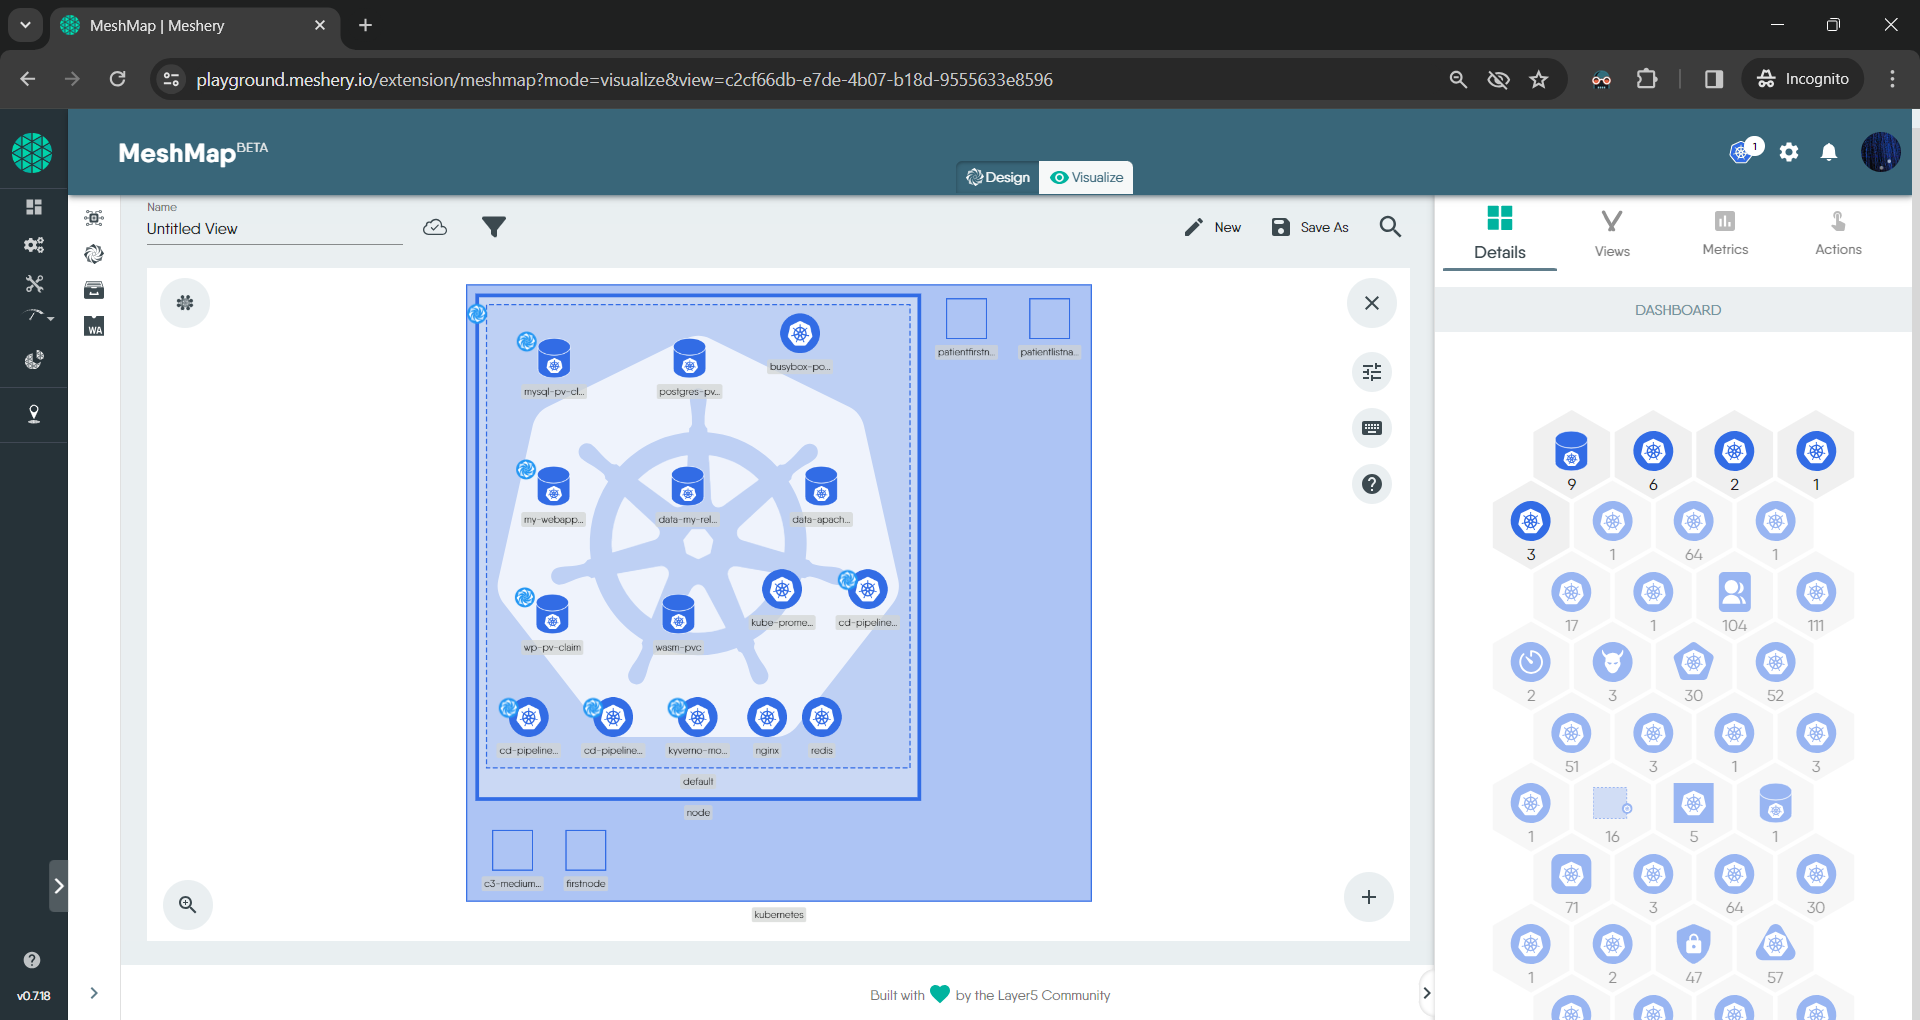 MeshMap | Meshery
playground.meshery.io/extension/meshmap?mode=visualize&view=c2cf66db-e7de-4b07-b18d-9555633e8596
Incognito
MeshMap BETA
1
Design
Visualize
Name
Untitled View
New
Save As
Details
Views
Metrics
Actions
DASHBOARD
WA
mysql-pv-cl...
postgres-pv...
busybox-po...
patientfirstn...
patientlistna...
my-webapp...
data-my-rel...
data-apach...
wp-pv-claim
wasm-pvc
kube-prome...
cd-pipeline...
cd-pipeline...
cd-pipeline...
kyverno-mo...
nginx
redis
default
node
c3-medium...
firstnode
kubernetes
9 6 2 1
3 1 64 1
17 1 104 111
2 3 30 52
51 3 1 3
1 16 5 1
71 3 64 30
1 2 47 57
v0.7.18
Built with by the Layer5 Community